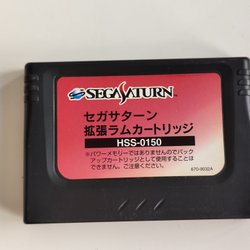 SEGA SATURN
セガサターン
拡張ラムカートリッジ
HSS-0150
※パワーメモリーではありませんのでバック
アップカートリッジとして使用することは
できません。ご注意ください。
670-9032A